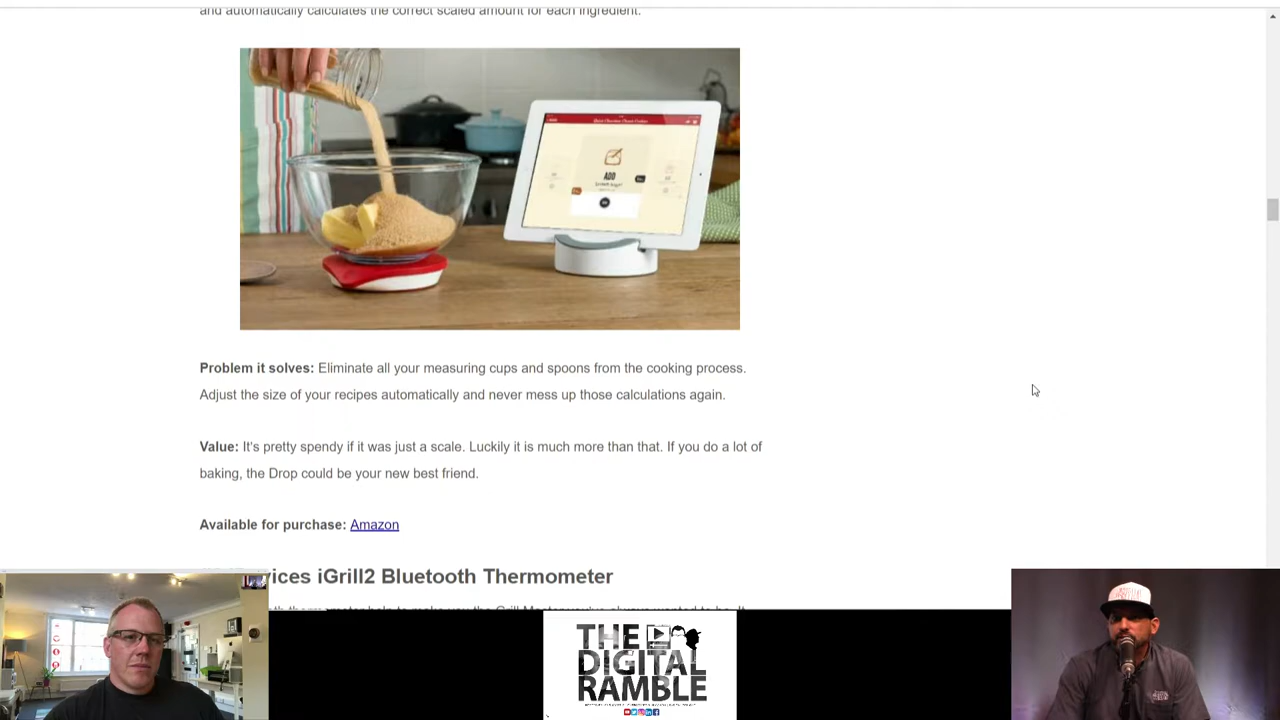 and automatically calculates the correct scaled amount for each ingredient.
ADD
Problem it solves: Eliminate all your measuring cups and spoons from the cooking process.
Adjust the size of your recipes automatically and never mess up those calculations again.
Value: It's pretty spendy if it was just a scale. Luckily it is much more than that. If you do a lot of
baking, the Drop could be your new best friend.
Available for purchase: Amazon
iGrill2 Bluetooth Thermometer
THE
DIGITAL
RAMBLE